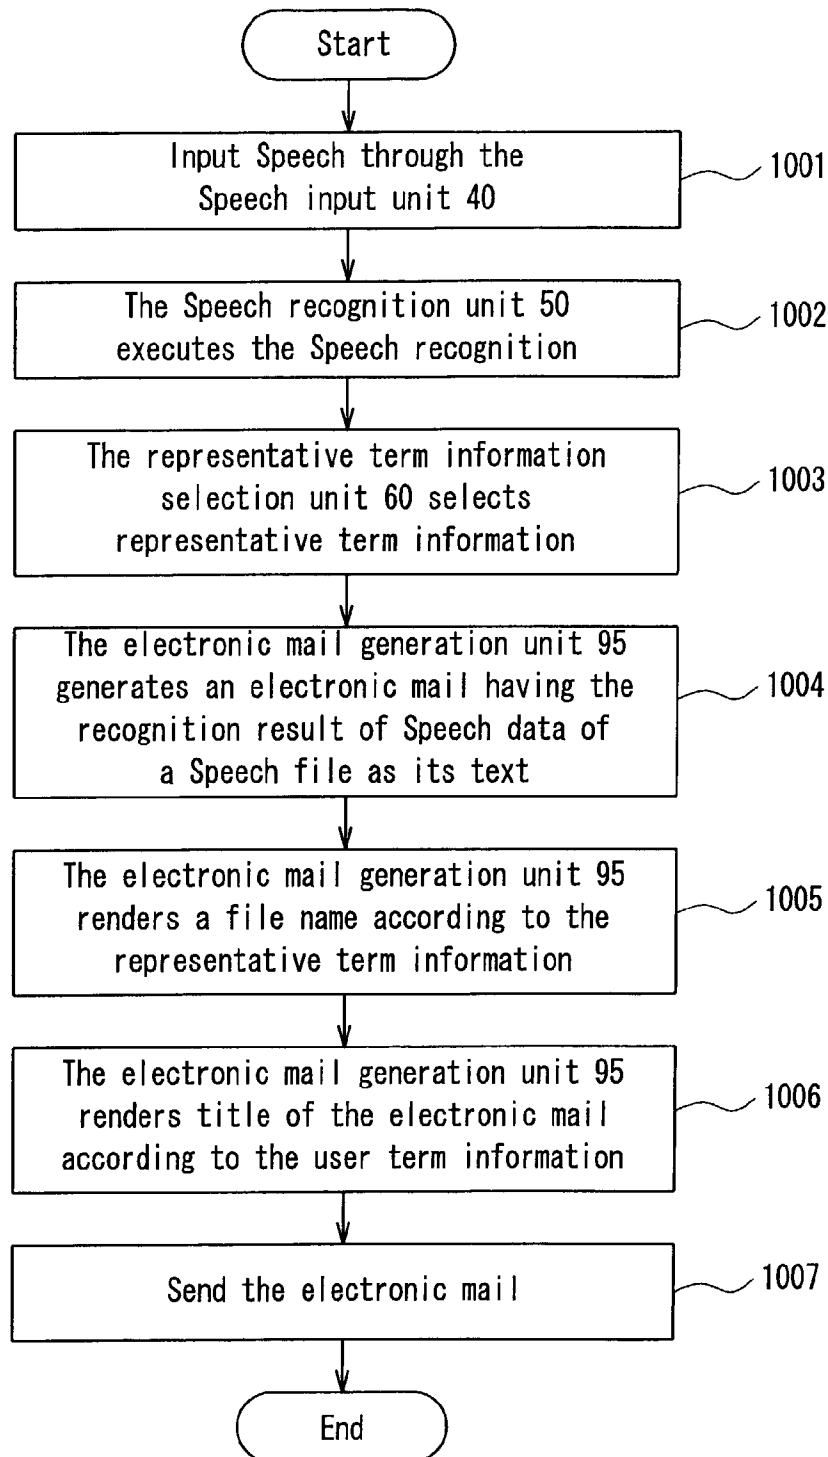 Start
Input Speech through the
Speech input unit 40
1001
The Speech recognition unit 50
executes the Speech recognition
1002
The representative term information
selection unit 60 selects
representative term information
1003
The electronic mail generation unit 95
generates an electronic mail having the
recognition result of Speech data of
a Speech file as its text
1004
The electronic mail generation unit 95
renders a file name according to the
representative term information
1005
The electronic mail generation unit 95
renders title of the electronic mail
according to the user term information
1006
Send the electronic mail
1007
End